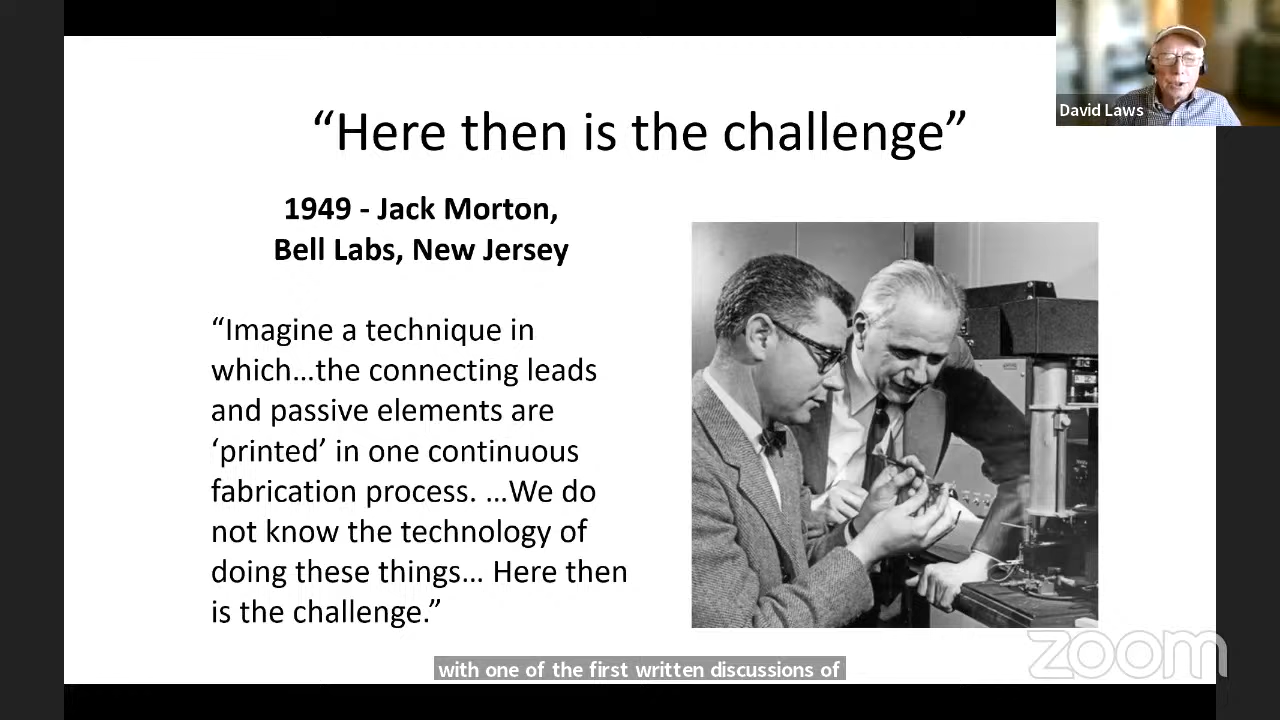 “Here then is the challenge”
David Laws
1949 - Jack Morton,
Bell Labs, New Jersey
“Imagine a technique in
which…the connecting leads
and passive elements are
‘printed’ in one continuous
fabrication process. …We do
not know the technology of
doing these things… Here then
is the challenge.”
zoom
with one of the first written discussions of